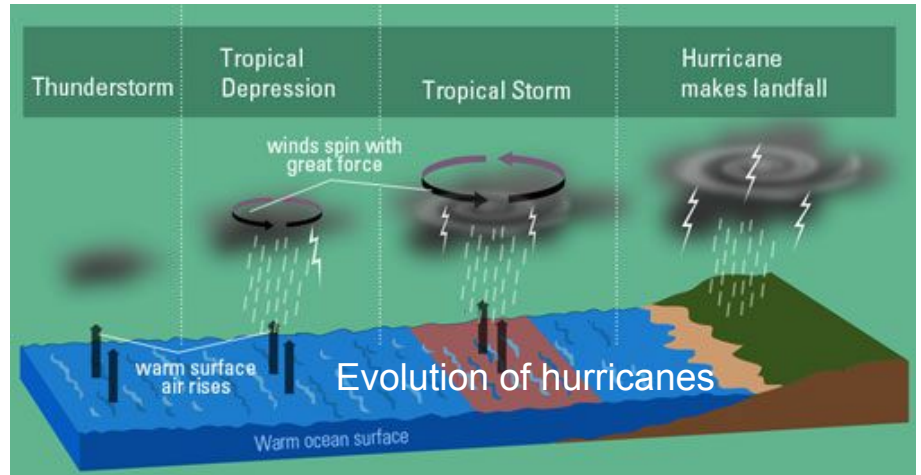 Thunderstorm
Tropical
Depression
Tropical Storm
Hurricane
makes landfall
winds spin with
great force
warm surface
air rises
Evolution of hurricanes
Warm ocean surface